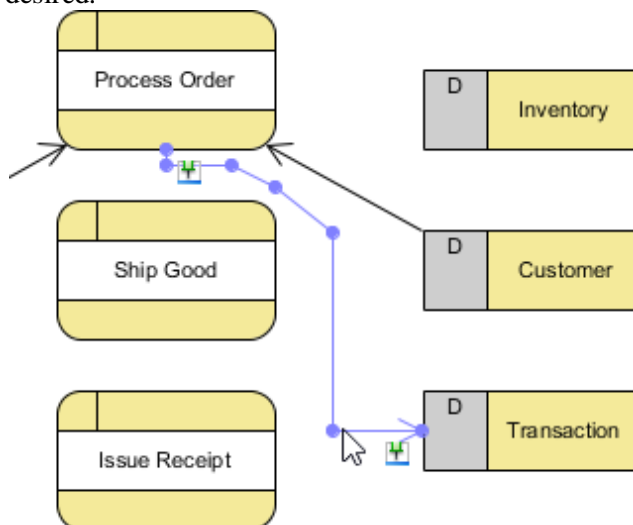 desired.
Process Order
D
Inventory
Ship Good
D
Customer
Issue Receipt
D
Transaction